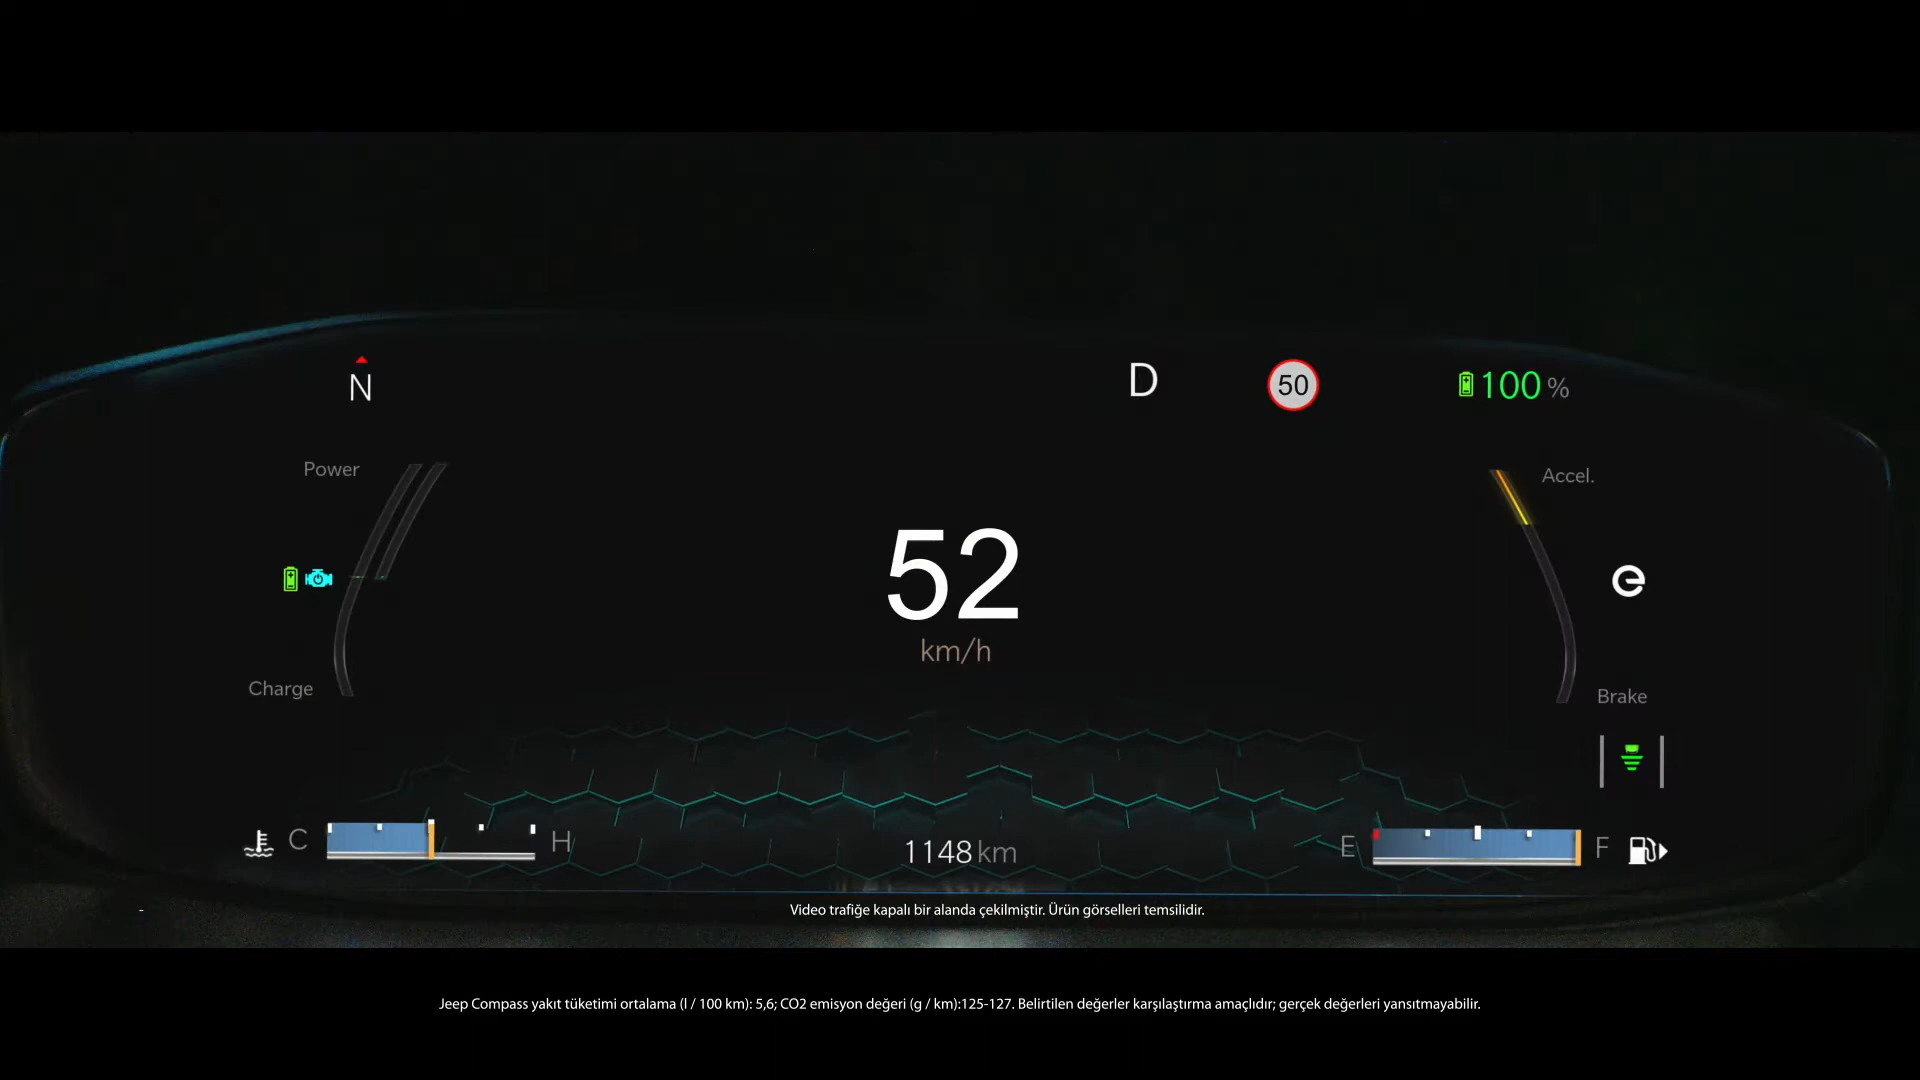 N
D
50
100 %
Power
Accel.
52
km/h
Charge
Brake
C
H
1148 km
E
F
Video trafiğe kapalı bir alanda çekilmiştir. Ürün görselleri temsilidir.
Jeep Compass yakıt tüketimi ortalama (l / 100 km): 5,6; CO2 emisyon değeri (g / km):125-127. Belirtilen değerler karşılaştırma amaçlıdır; gerçek değerleri yansıtmayabilir.